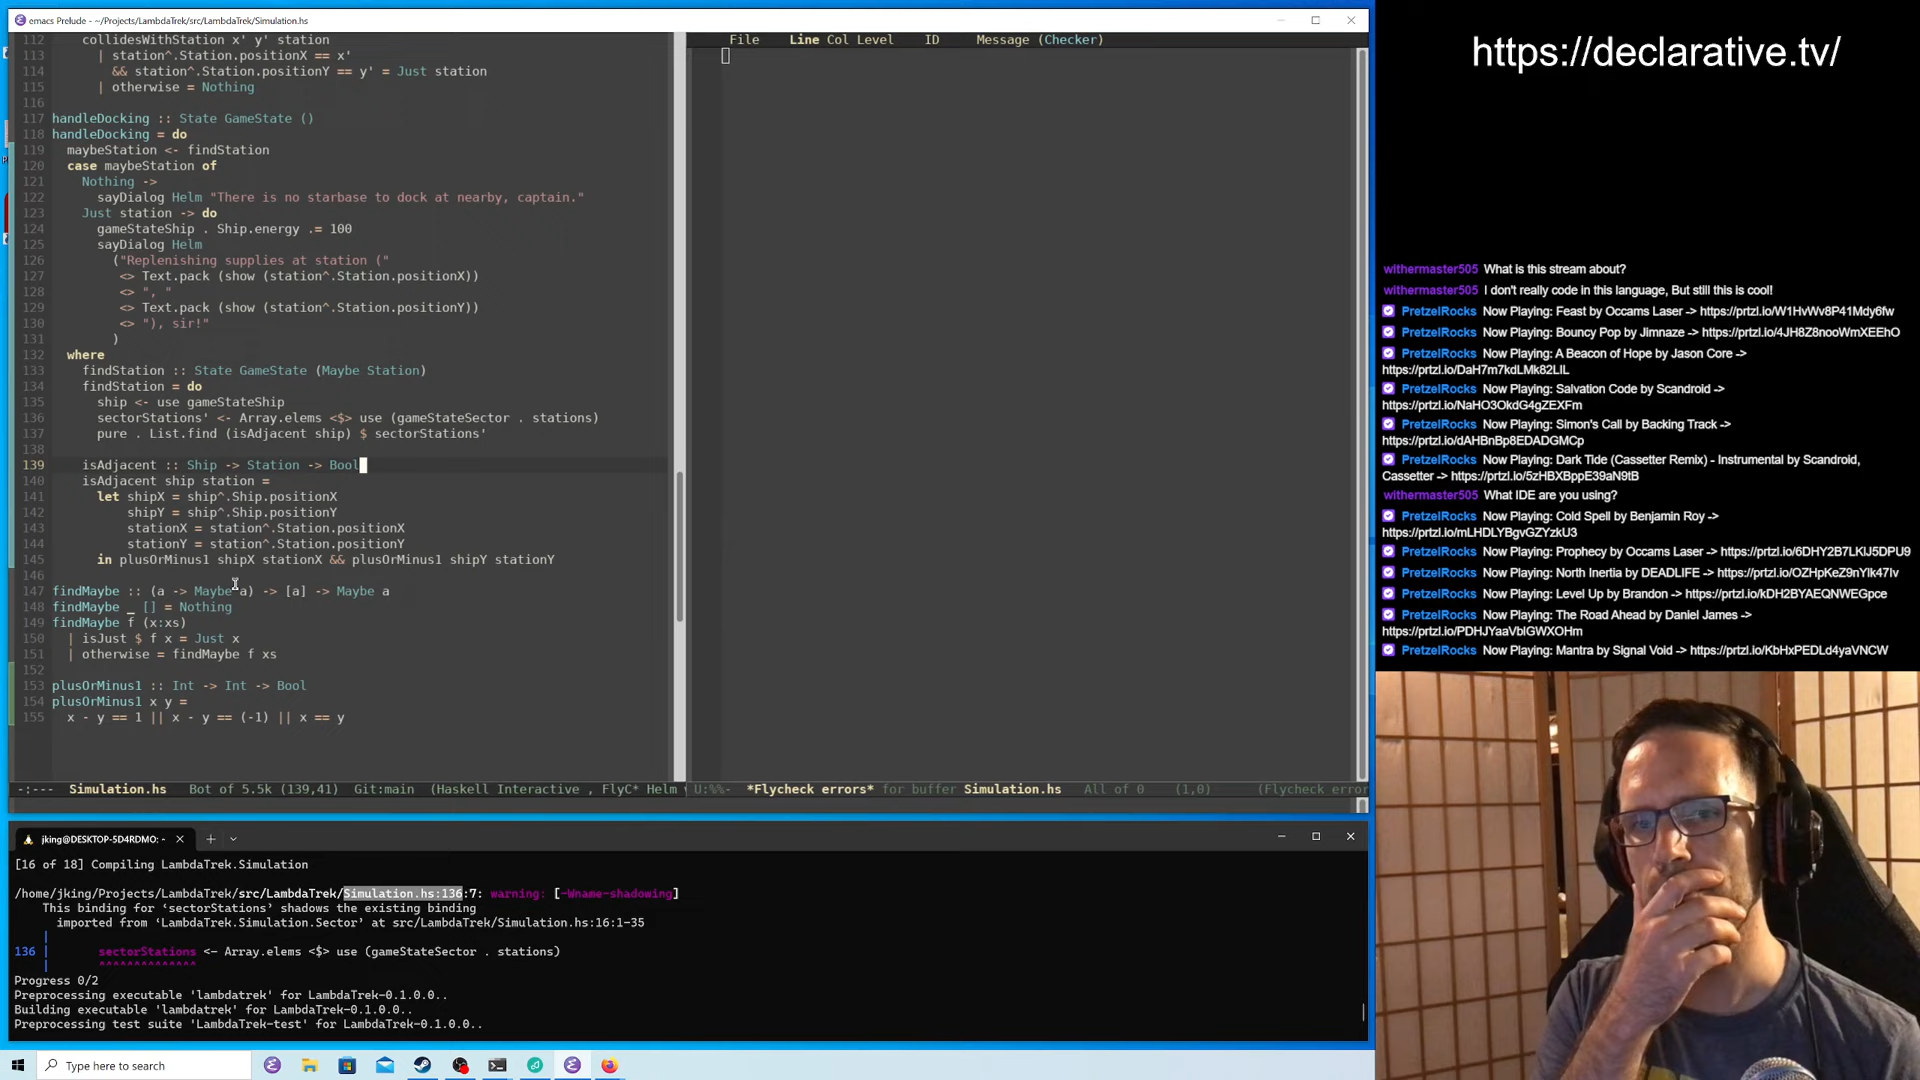 emacs Prelude - ~/Projects/LambdaTrek/src/LambdaTrek/Simulation.hs
112 collidesWithStation x' y' station
113 | station^.Station.positionX == x'
114 && station^.Station.positionY == y' = Just station
115 | otherwise = Nothing
116
117 handleDocking :: State GameState ()
118 handleDocking = do
119 maybeStation <- findStation
120 case maybeStation of
121 Nothing ->
122 sayDialog Helm "There is no starbase to dock at nearby, captain."
123 Just station -> do
124 gameStateShip . Ship.energy .= 100
125 sayDialog Helm
126 ("Replenishing supplies at station ("
127 <> Text.pack (show (station^.Station.positionX))
128 <> ", "
129 <> Text.pack (show (station^.Station.positionY))
130 <> "), sir!"
131 )
132 where
133 findStation :: State GameState (Maybe Station)
134 findStation = do
135 ship <- use gameStateShip
136 sectorStations' <- Array.elems <$> use (gameStateSector . stations)
137 pure . List.find (isAdjacent ship) $ sectorStations'
138
139 isAdjacent :: Ship -> Station -> Bool
140 isAdjacent ship station =
141 let shipX = ship^.Ship.positionX
142 shipY = ship^.Ship.positionY
143 stationX = station^.Station.positionX
144 stationY = station^.Station.positionY
145 in plusOrMinus1 shipX stationX && plusOrMinus1 shipY stationY
146
147 findMaybe :: (a -> Maybe a) -> [a] -> Maybe a
148 findMaybe _ [] = Nothing
149 findMaybe f (x:xs)
150 | isJust $ f x = Just x
151 | otherwise = findMaybe f xs
152
153 plusOrMinus1 :: Int -> Int -> Bool
154 plusOrMinus1 x y =
155 x - y == 1 || x - y == (-1) || x == y
-:--- Simulation.hs Bot of 5.5k (139,41) Git:main (Haskell Interactive , FlyC* Helm
File Line Col Level ID Message (Checker)
U:%%- *Flycheck errors* for buffer Simulation.hs All of 0 (1,0) (Flycheck error
jking@DESKTOP-5D4RDMO: -
[16 of 18] Compiling LambdaTrek.Simulation
/home/jking/Projects/LambdaTrek/src/LambdaTrek/Simulation.hs:136:7: warning: [-Wname-shadowing]
This binding for ‘sectorStations’ shadows the existing binding
imported from ‘LambdaTrek.Simulation.Sector’ at src/LambdaTrek/Simulation.hs:16:1-35
|
136 | sectorStations <- Array.elems <$> use (gameStateSector . stations)
| ^^^^^^^^^^^^^^
Progress 0/2
Preprocessing executable 'lambdatrek' for LambdaTrek-0.1.0.0..
Building executable 'lambdatrek' for LambdaTrek-0.1.0.0..
Preprocessing test suite 'LambdaTrek-test' for LambdaTrek-0.1.0.0..
Type here to search
https://declarative.tv/
withermaster505 What is this stream about?
withermaster505 I don't really code in this language, But still this is cool!
PretzelRocks Now Playing: Feast by Occams Laser -> https://prtzl.io/W1HvWv8P41Mdy6fw
PretzelRocks Now Playing: Bouncy Pop by Jimnaze -> https://prtzl.io/4JH8Z8nooWmXEEhO
PretzelRocks Now Playing: A Beacon of Hope by Jason Core ->
https://prtzl.io/DaH7m7kdLMk82LlL
PretzelRocks Now Playing: Salvation Code by Scandroid ->
https://prtzl.io/NaHO3OkdG4gZEXFm
PretzelRocks Now Playing: Simon's Call by Backing Track ->
https://prtzl.io/dAHBnBp8EDADGMCp
PretzelRocks Now Playing: Dark Tide (Cassetter Remix) - Instrumental by Scandroid,
Cassetter -> https://prtzl.io/5zHBXBppE39aN9tB
withermaster505 What IDE are you using?
PretzelRocks Now Playing: Cold Spell by Benjamin Roy ->
https://prtzl.io/mLHDLYBgvGZYzkU3
PretzelRocks Now Playing: Prophecy by Occams Laser -> https://prtzl.io/6DHY2B7LKlJ5DPU9
PretzelRocks Now Playing: North Inertia by DEADLIFE -> https://prtzl.io/OZHpKeZ9nYlk47Iv
PretzelRocks Now Playing: Level Up by Brandon -> https://prtzl.io/kDH2BYAEQNWEGpce
PretzelRocks Now Playing: The Road Ahead by Daniel James ->
https://prtzl.io/PDHJYaaVblGWXOHm
PretzelRocks Now Playing: Mantra by Signal Void -> https://prtzl.io/KbHxPEDLd4yaVNCW